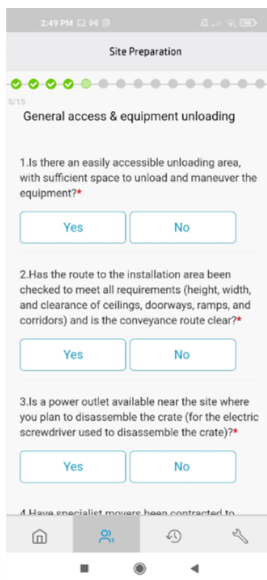 2:49 PM
Site Preparation
5/15
General access & equipment unloading
1.Is there an easily accessible unloading area,
with sufficient space to unload and maneuver the
equipment?*
Yes No
2.Has the route to the installation area been
checked to meet all requirements (height, width,
and clearance of ceilings, doorways, ramps, and
corridors) and is the conveyance route clear?*
Yes No
3.Is a power outlet available near the site where
you plan to disassemble the crate (for the electric
screwdriver used to disassemble the crate)?*
Yes No
4.Have specialist movers been contracted to